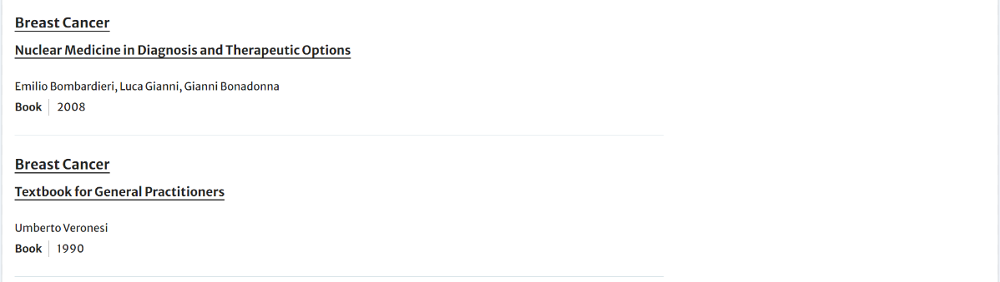 Breast Cancer
Nuclear Medicine in Diagnosis and Therapeutic Options
Emilio Bombardieri, Luca Gianni, Gianni Bonadonna
Book 2008
Breast Cancer
Textbook for General Practitioners
Umberto Veronesi
Book 1990